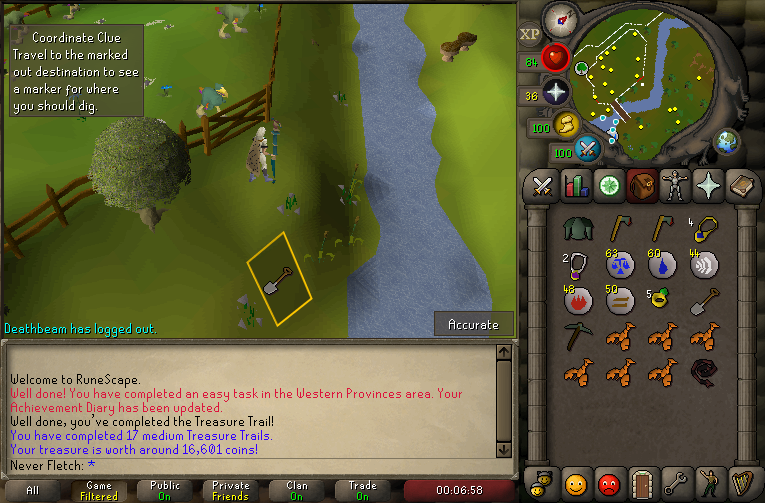 Coordinate Clue
Travel to the marked
out destination to see
a marker for where
you should dig.
XP
84
36
100
100
4
2
63
60
44
48
50
5
Deathbeam has logged out.
Accurate
Welcome to RuneScape.
Well done! You have completed an easy task in the Western Provinces area. Your
Achievement Diary has been updated.
Well done, you've completed the Treasure Trail!
You have completed 17 medium Treasure Trails.
Your treasure is worth around 16,601 coins!
Never Fletch: *
All
Game
Filtered
Public
On
Private
Friends
Clan
On
Trade
On
00:06:58